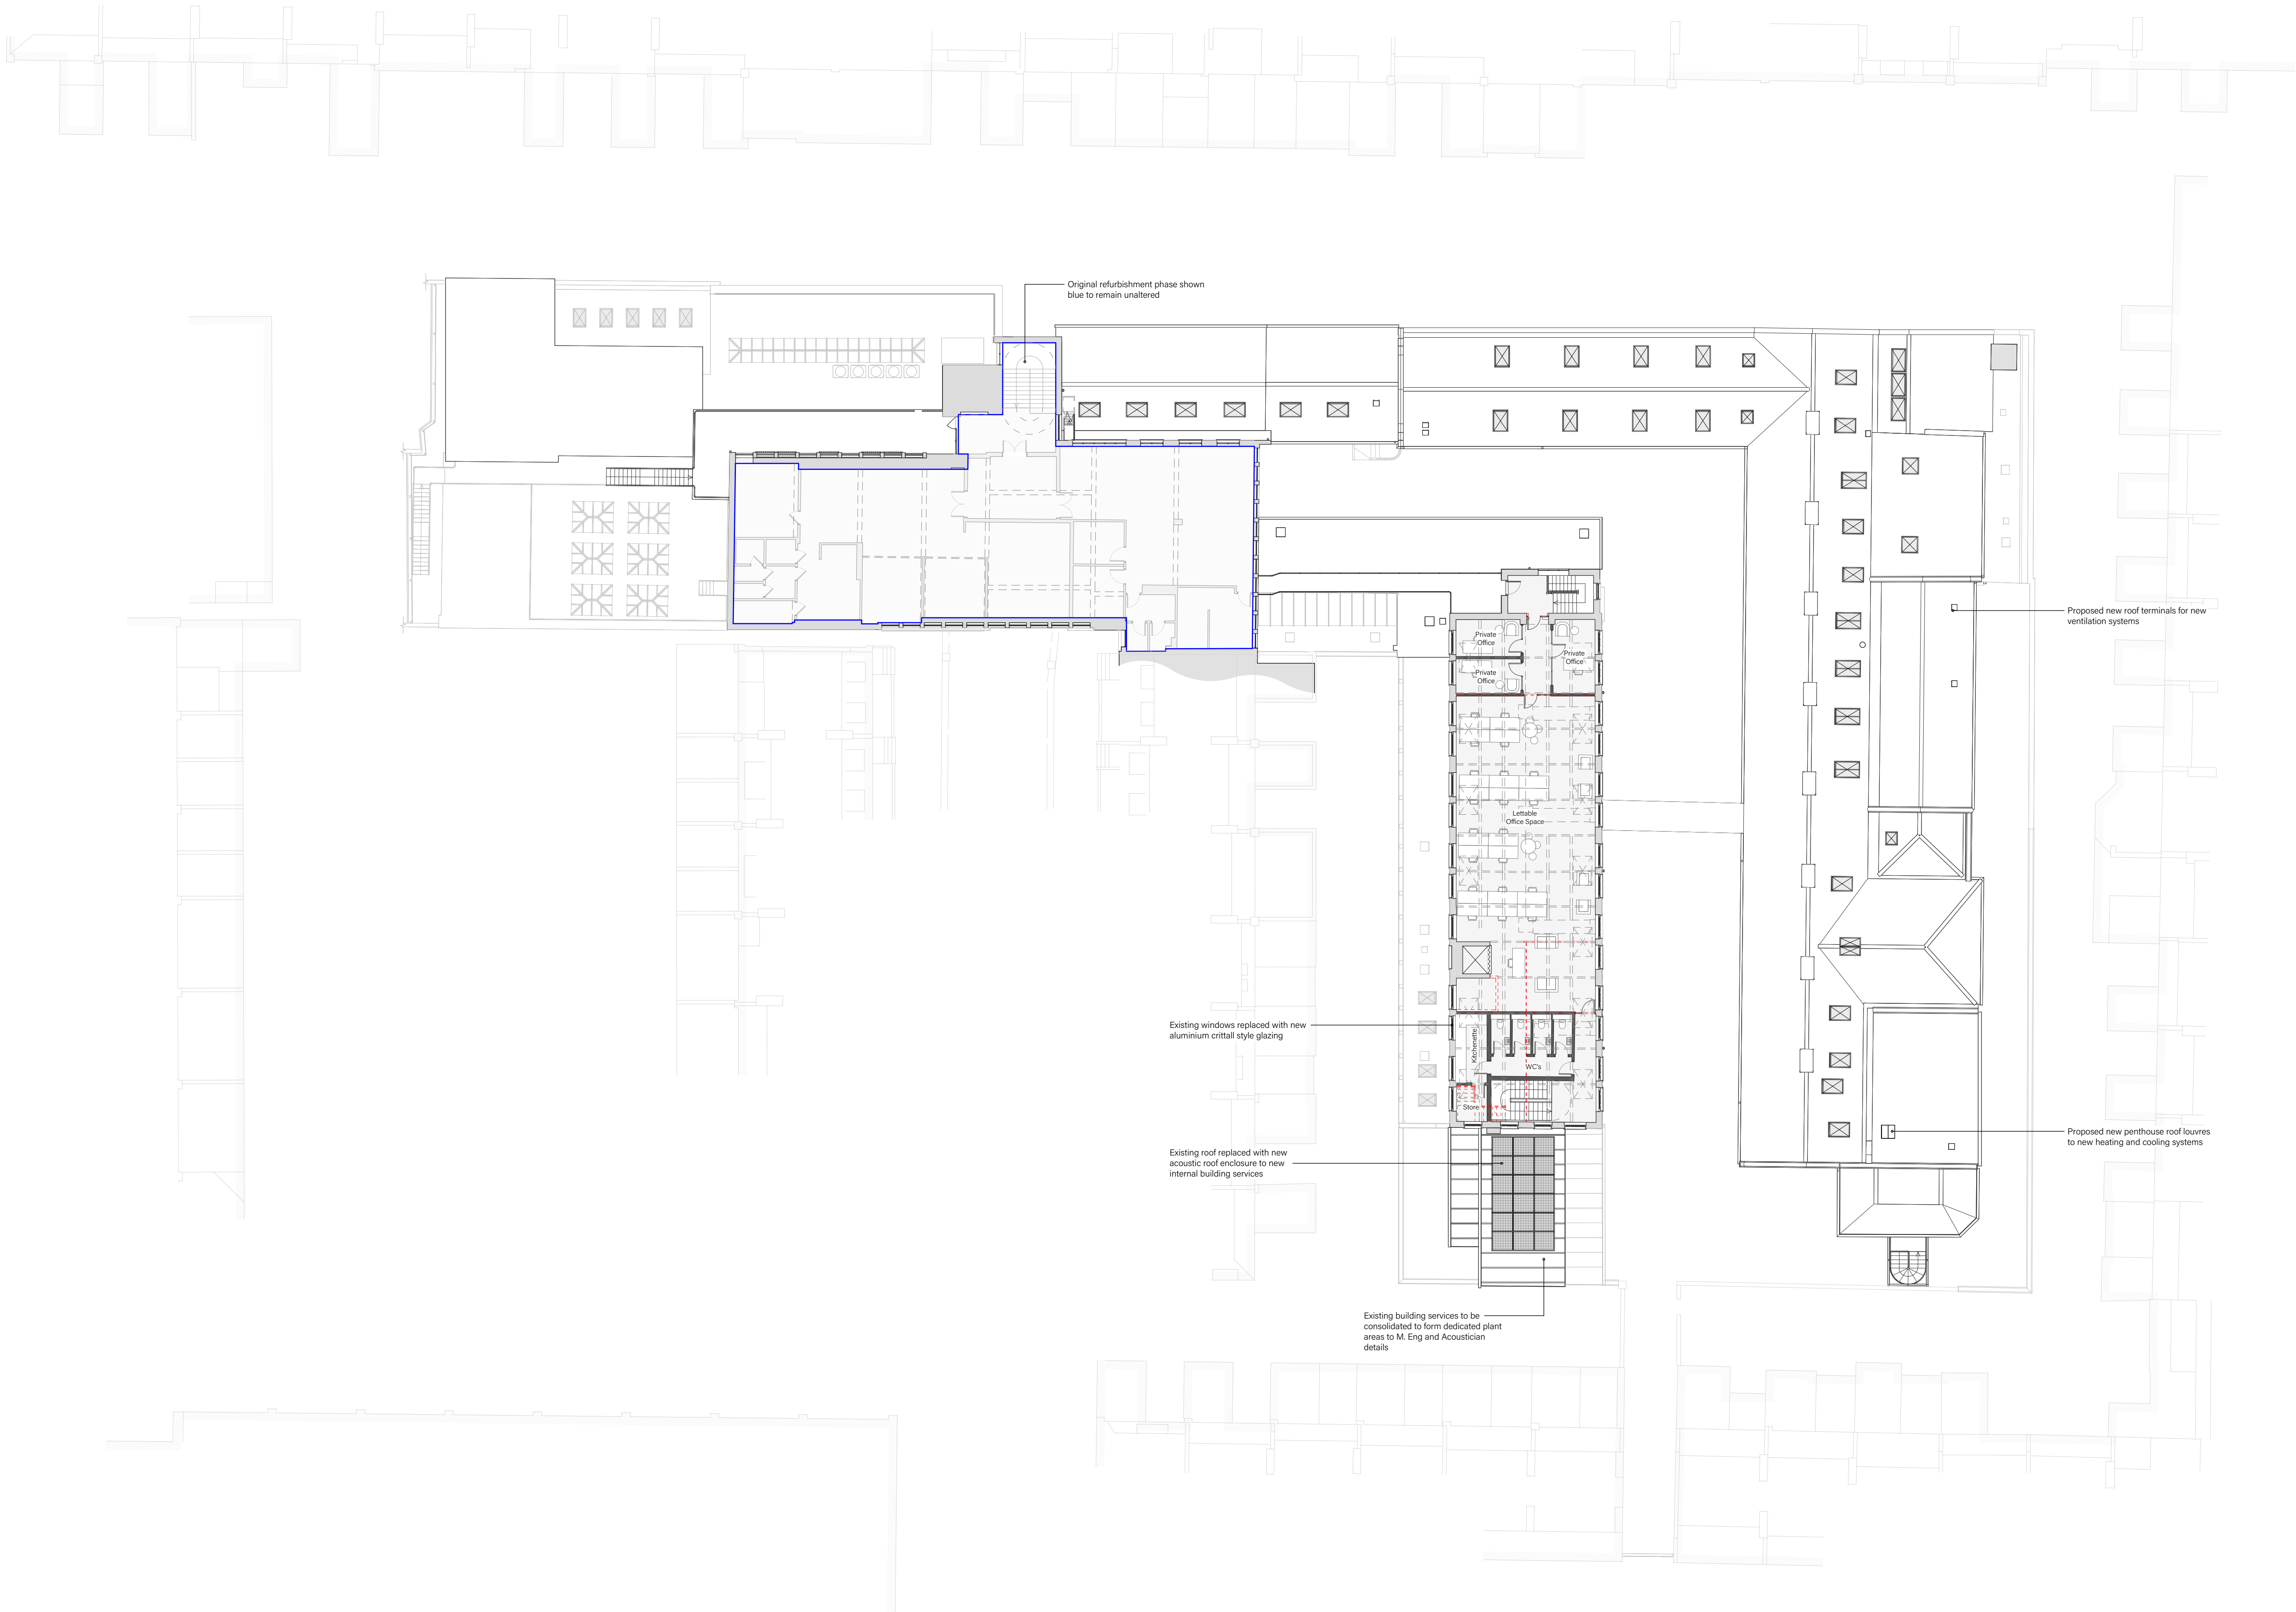 Original refurbishment phase shown
blue to remain unaltered
Proposed new roof terminals for new
ventilation systems
Private
Office
Private
Office
Private
Office
Lettable
Office Space
Existing windows replaced with new
aluminium crittall style glazing
Kitchenette
WC's
Store
Proposed new penthouse roof louvres
to new heating and cooling systems
Existing roof replaced with new
acoustic roof enclosure to new
internal building services
Existing building services to be
consolidated to form dedicated plant
areas to M. Eng and Acoustician
details